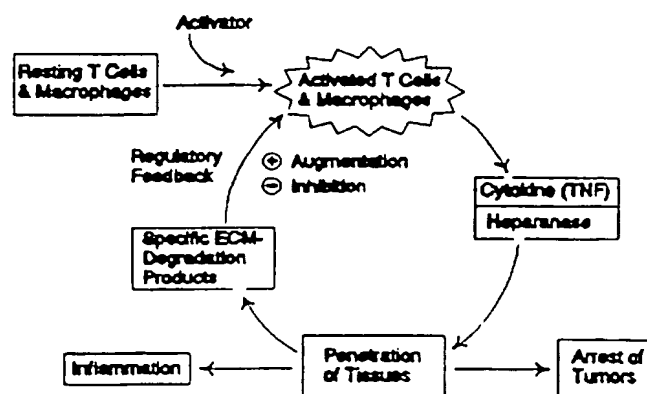 Activator
Resting T Cells
& Macrophages
Activated T Cells
& Macrophages
Regulatory
Feedback
+ Augmentation
− Inhibition
Cytokine (TNF)
Heparanase
Specific ECM-
Degradation
Products
Inflammation
Penetration
of Tissues
Arrest of
Tumors